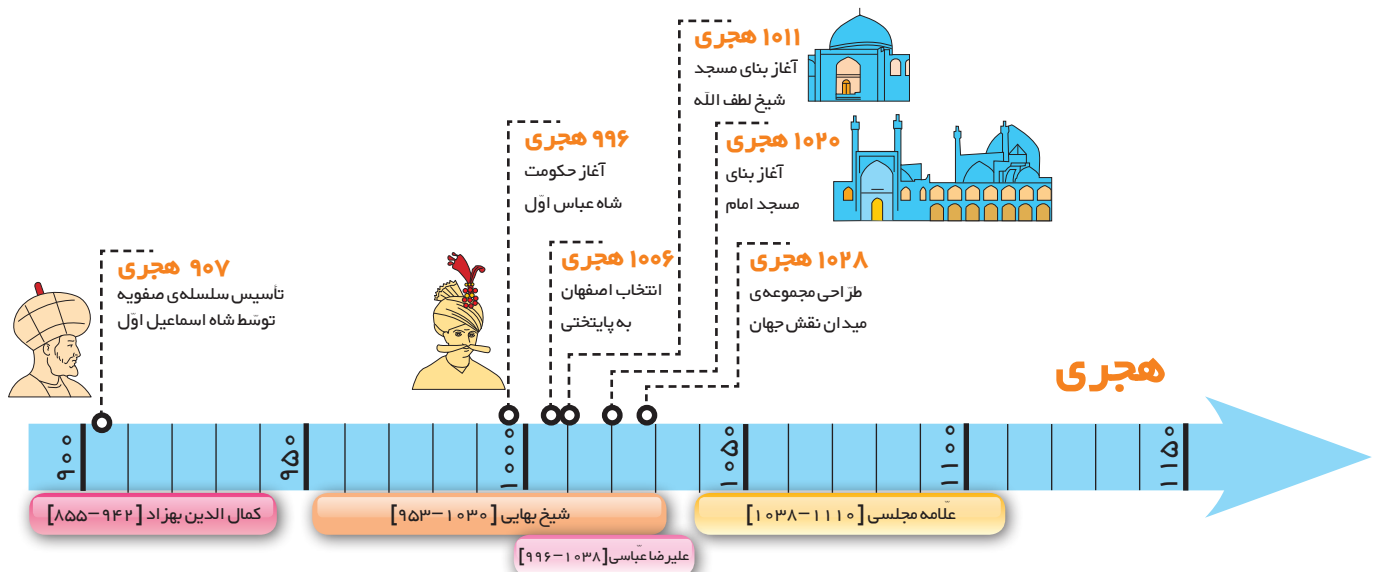 ۱۰۱۱ هجری
آغاز بنای مسجد
شیخ لطف اللّه
۱۰۲۰ هجری
آغاز بنای
مسجد امام
۹۹۶ هجری
آغاز حکومت
شاه عباس اوّل
۱۰۲۸ هجری
طرّاحی مجموعه‌ی
میدان نقش جهان
۱۰۰۶ هجری
انتخاب اصفهان
به پایتختی
۹۰۷ هجری
تأسیس سلسله‌ی صفویه
توسّط شاه اسماعیل اوّل
هجری
۹۰۰
۹۵۰
۱۰۰۰
۱۰۵۰
۱۱۰۰
۱۱۵۰
کمال الدین بهزاد [۸۵۵–۹۴۲]
شیخ بهایی [۹۵۳–۱۰۳۰]
علّامه مجلسی [۱۰۳۸–۱۱۱۰]
علیرضا عبّاسی [۹۹۶–۱۰۳۸]